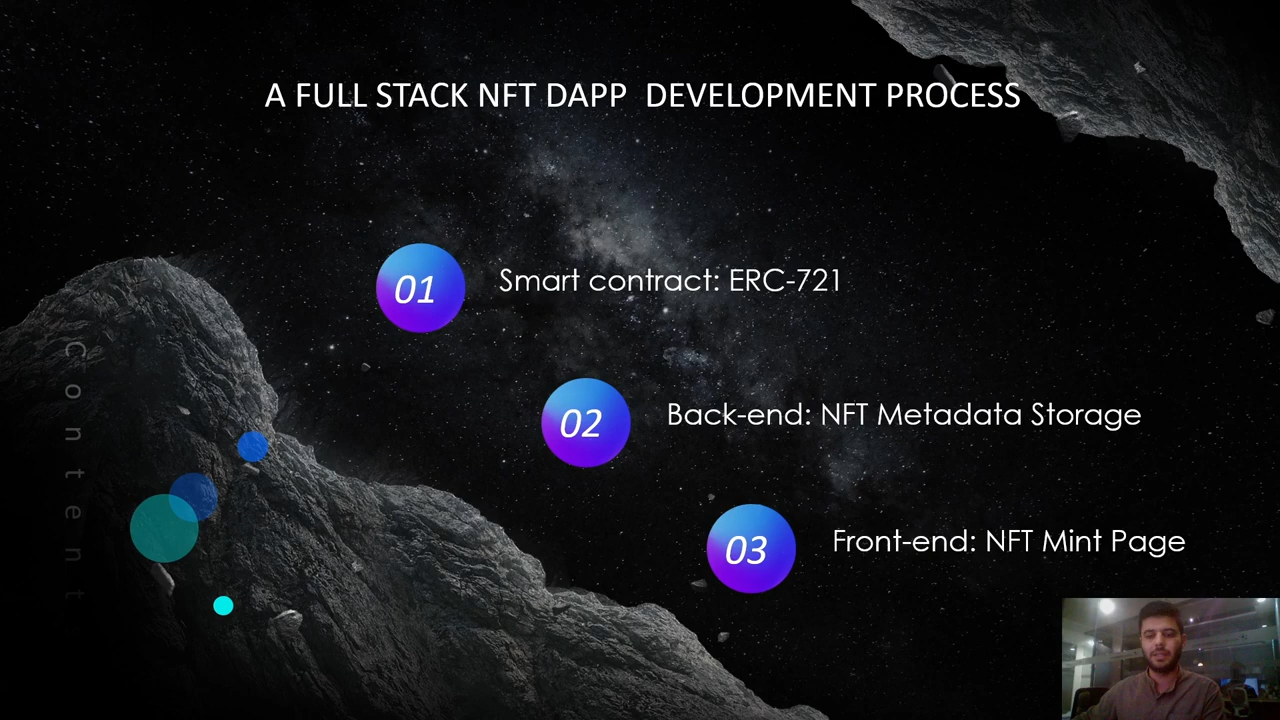 A FULL STACK NFT DAPP DEVELOPMENT PROCESS
01 Smart contract: ERC-721
02 Back-end: NFT Metadata Storage
03 Front-end: NFT Mint Page
Content